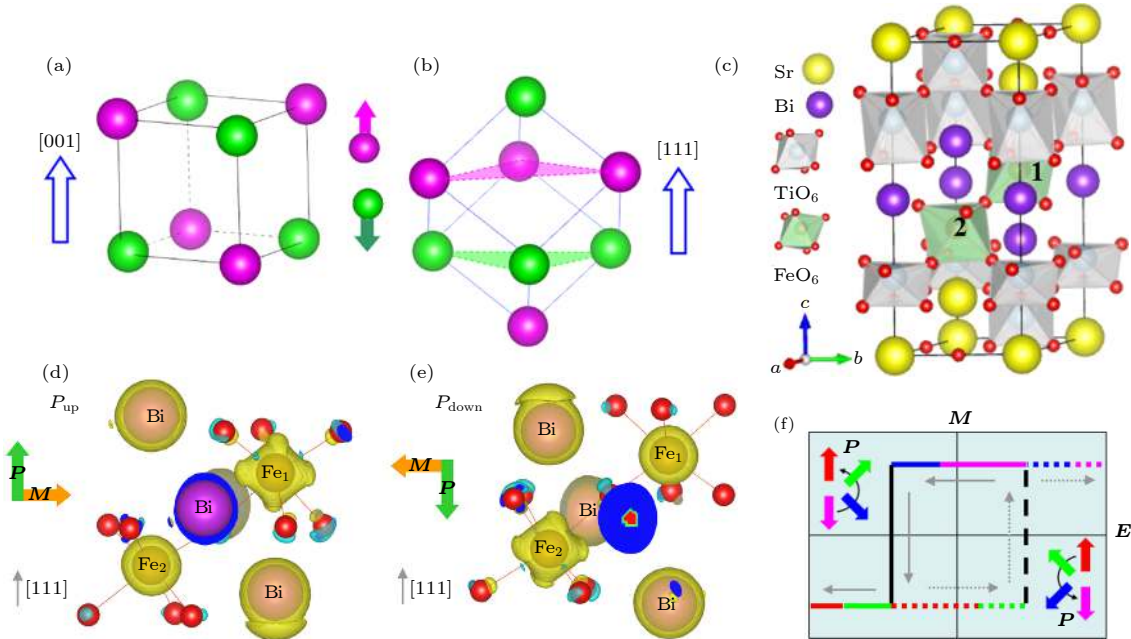 (a)
(b)
(c)
[001]
[111]
Sr
Bi
TiO6
FeO6
1
2
c
b
a
(d)
Pup
Bi
Fe1
P
M
Bi
Fe2
[111]
Bi
(e)
Pdown
Bi
Fe1
M
P
Bi
Fe2
[111]
Bi
(f)
M
P
E
P